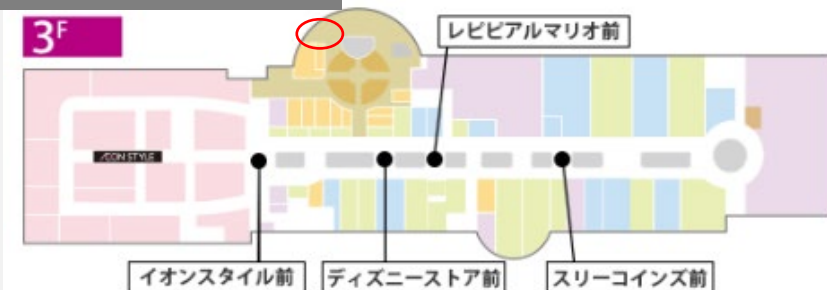 3F
レピピアルマリオ前
ÆON STYLE
イオンスタイル前
ディズニーストア前
スリーコインズ前